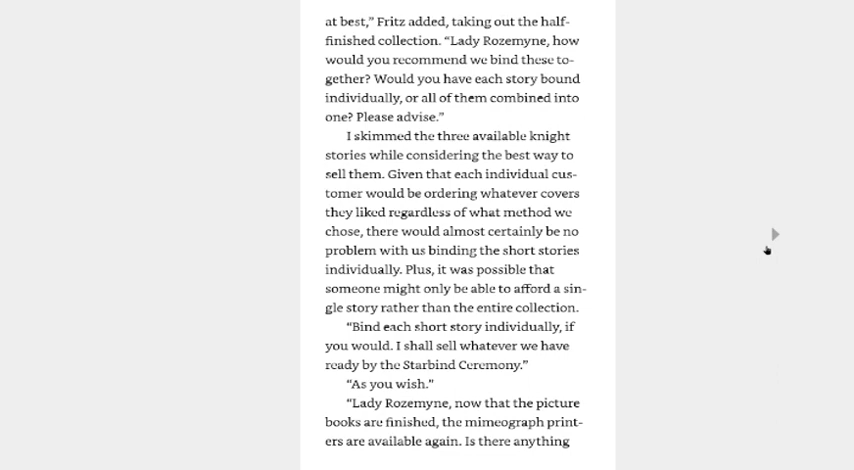 at best,” Fritz added, taking out the half-
finished collection. “Lady Rozemyne, how
would you recommend we bind these to-
gether? Would you have each story bound
individually, or all of them combined into
one? Please advise.”
I skimmed the three available knight
stories while considering the best way to
sell them. Given that each individual cus-
tomer would be ordering whatever covers
they liked regardless of what method we
chose, there would almost certainly be no
problem with us binding the short stories
individually. Plus, it was possible that
someone might only be able to afford a sin-
gle story rather than the entire collection.
“Bind each short story individually, if
you would. I shall sell whatever we have
ready by the Starbind Ceremony.”
“As you wish.”
“Lady Rozemyne, now that the picture
books are finished, the mimeograph print-
ers are available again. Is there anything